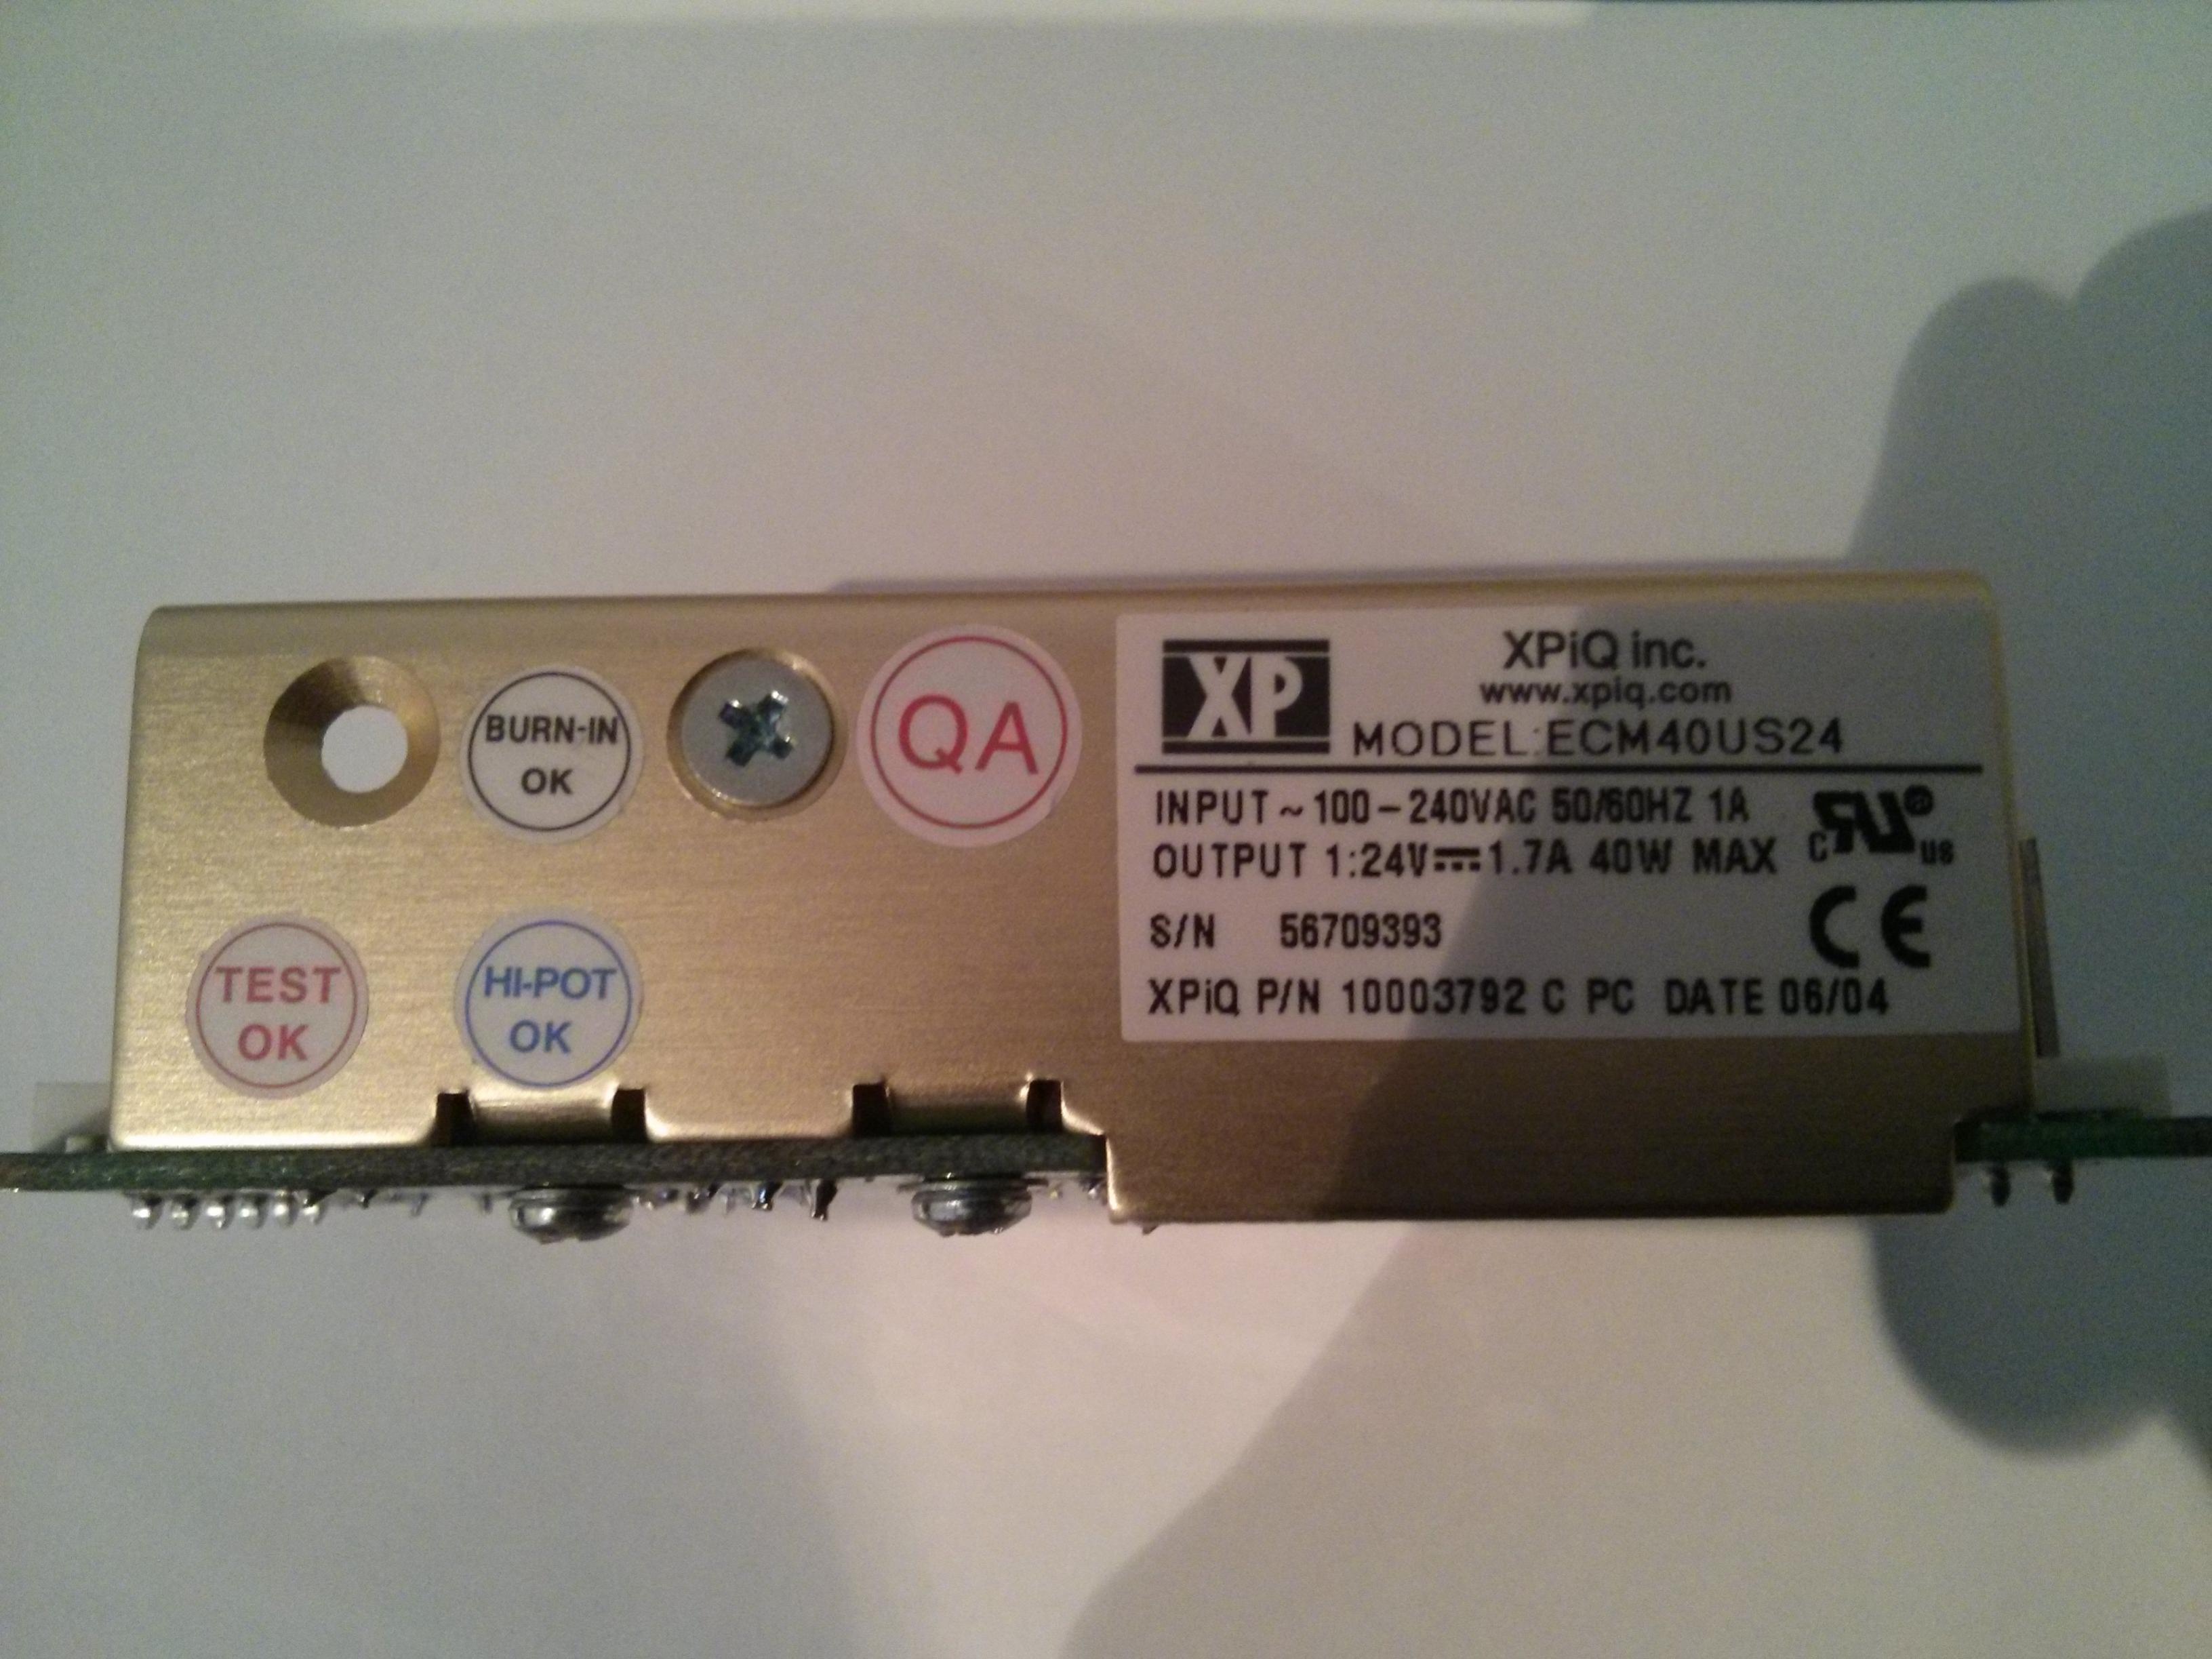 BURN-IN
OK
QA
TEST
OK
HI-POT
OK
XP
XPiQ inc.
www.xpiq.com
MODEL:ECM40US24
INPUT ~ 100-240VAC 50/60HZ 1A
OUTPUT 1:24V⎓1.7A 40W MAX
c RU ® us
S/N 56709393
CE
XPiQ P/N 10003792 C PC DATE 06/04